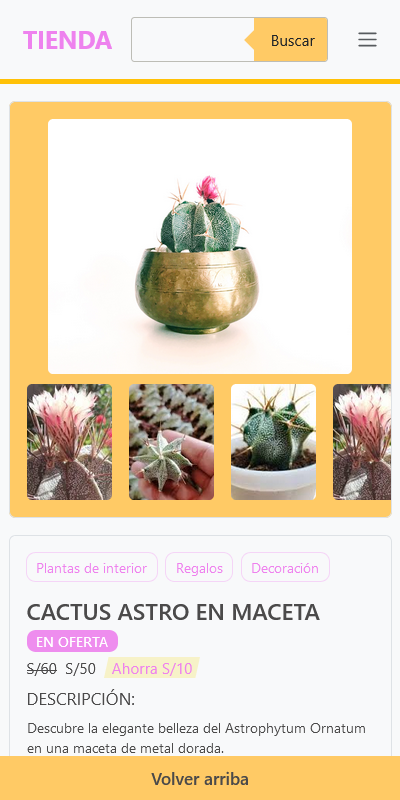 TIENDA
Buscar
Plantas de interior
Regalos
Decoración
CACTUS ASTRO EN MACETA
EN OFERTA
S/60 S/50 Ahorra S/10
DESCRIPCIÓN:
Descubre la elegante belleza del Astrophytum Ornatum
en una maceta de metal dorada.
Volver arriba